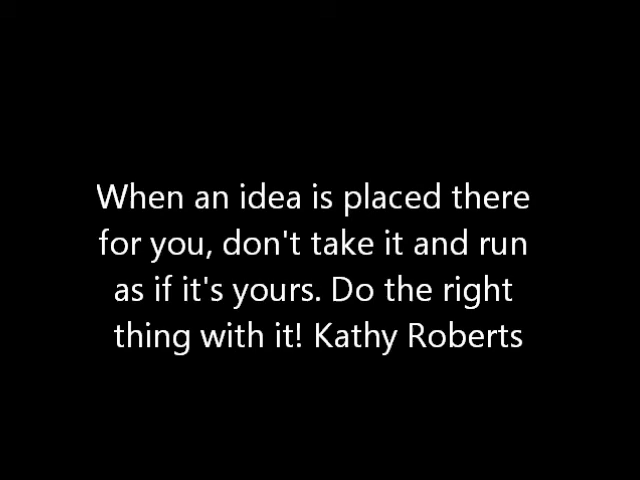 When an idea is placed there
for you, don't take it and run
as if it's yours. Do the right
thing with it! Kathy Roberts